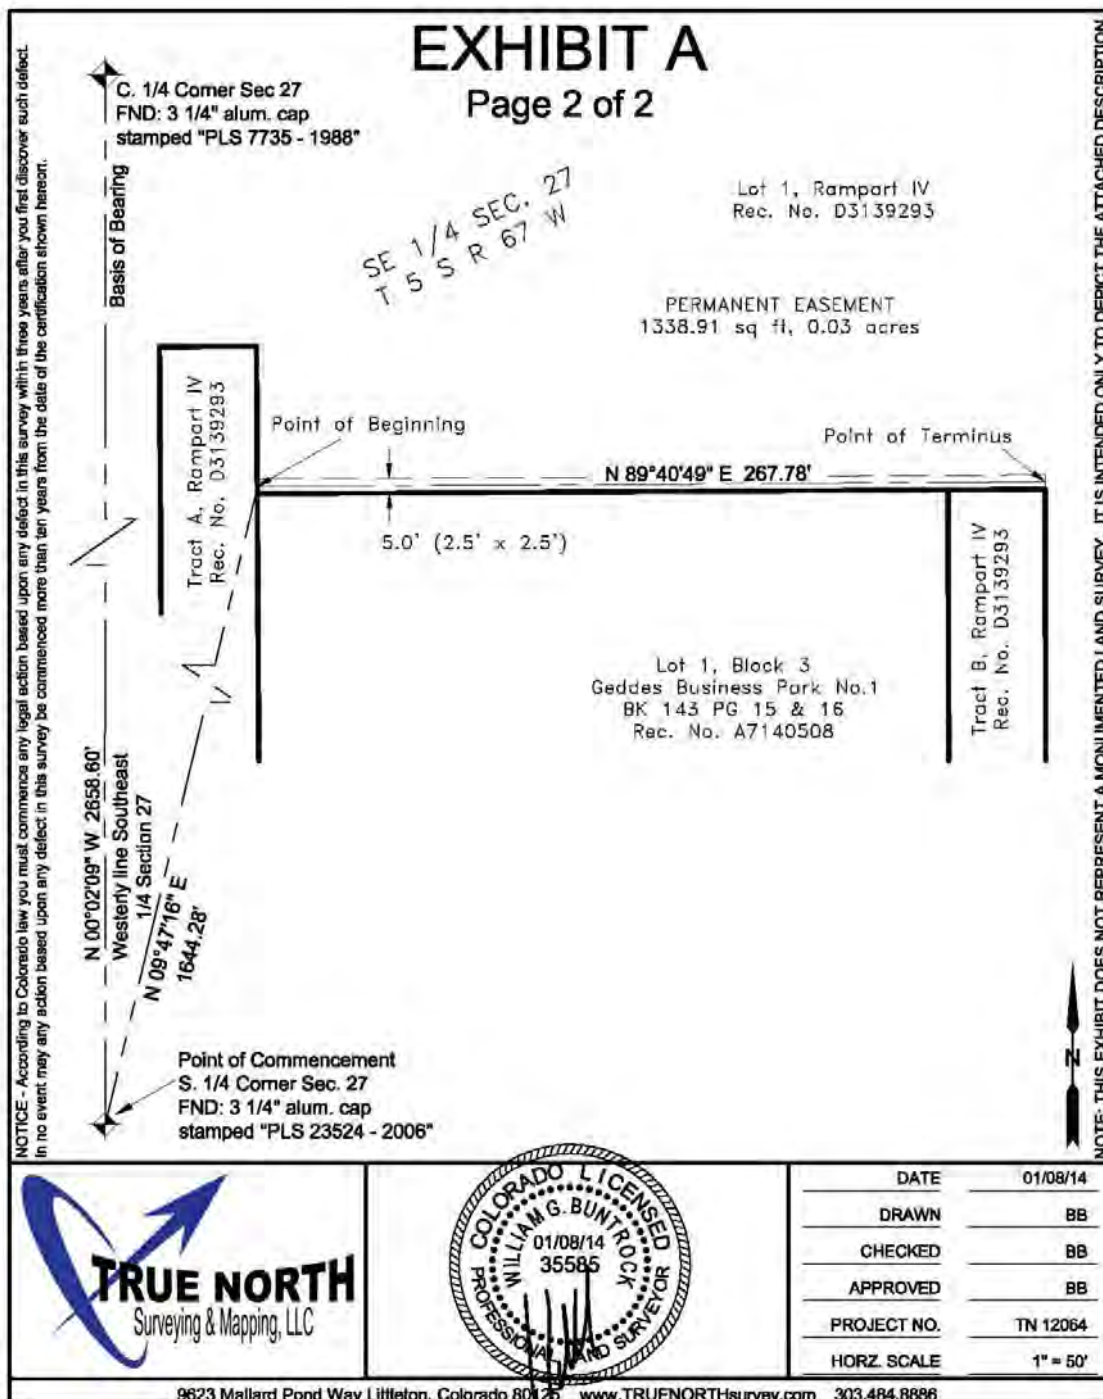 EXHIBIT A
Page 2 of 2
C. 1/4 Corner Sec 27
FND: 3 1/4" alum. cap
stamped "PLS 7735 - 1988"
Basis of Bearing
SE 1/4 SEC. 27
T 5 S R 67 W
Lot 1, Rampart IV
Rec. No. D3139293
PERMANENT EASEMENT
1338.91 sq ft, 0.03 acres
Tract A, Rampart IV
Rec. No. D3139293
Point of Beginning
Point of Terminus
N 89°40'49" E 267.78'
5.0' (2.5' x 2.5')
Tract B, Rampart IV
Rec. No. D3139293
Lot 1, Block 3
Geddes Business Park No.1
BK 143 PG 15 & 16
Rec. No. A7140508
N 00°02'09" W 2658.60'
Westerly line Southeast
1/4 Section 27
N 09°47'16" E
1644.28'
Point of Commencement
S. 1/4 Corner Sec. 27
FND: 3 1/4" alum. cap
stamped "PLS 23524 - 2006"
N
NOTICE - According to Colorado law you must commence any legal action based upon any defect in this survey within three years after you first discover such defect.
In no event may any action based upon any defect in this survey be commenced more than ten years from the date of the certification shown hereon.
NOTE: THIS EXHIBIT DOES NOT REPRESENT A MONUMENTED LAND SURVEY. IT IS INTENDED ONLY TO DEPICT THE ATTACHED DESCRIPTION
TRUE NORTH
Surveying & Mapping, LLC
COLORADO LICENSED
WILLIAM G. BUNTROCK
01/08/14
35585
PROFESSIONAL LAND SURVEYOR
DATE 01/08/14
DRAWN BB
CHECKED BB
APPROVED BB
PROJECT NO. TN 12064
HORZ. SCALE 1" = 50'
9623 Mallard Pond Way Littleton, Colorado 80125 www.TRUENORTHsurvey.com 303.484.8886